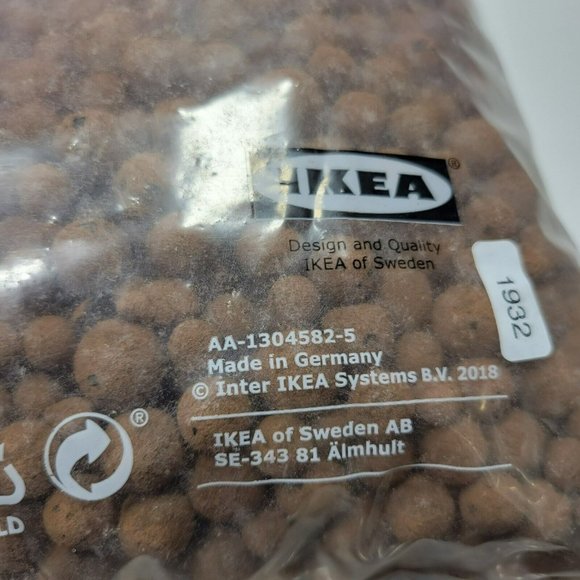 IKEA®
Design and Quality
IKEA of Sweden
1932
AA-1304582-5
Made in Germany
© Inter IKEA Systems B.V. 2018
®
IKEA of Sweden AB
SE-343 81 Älmhult